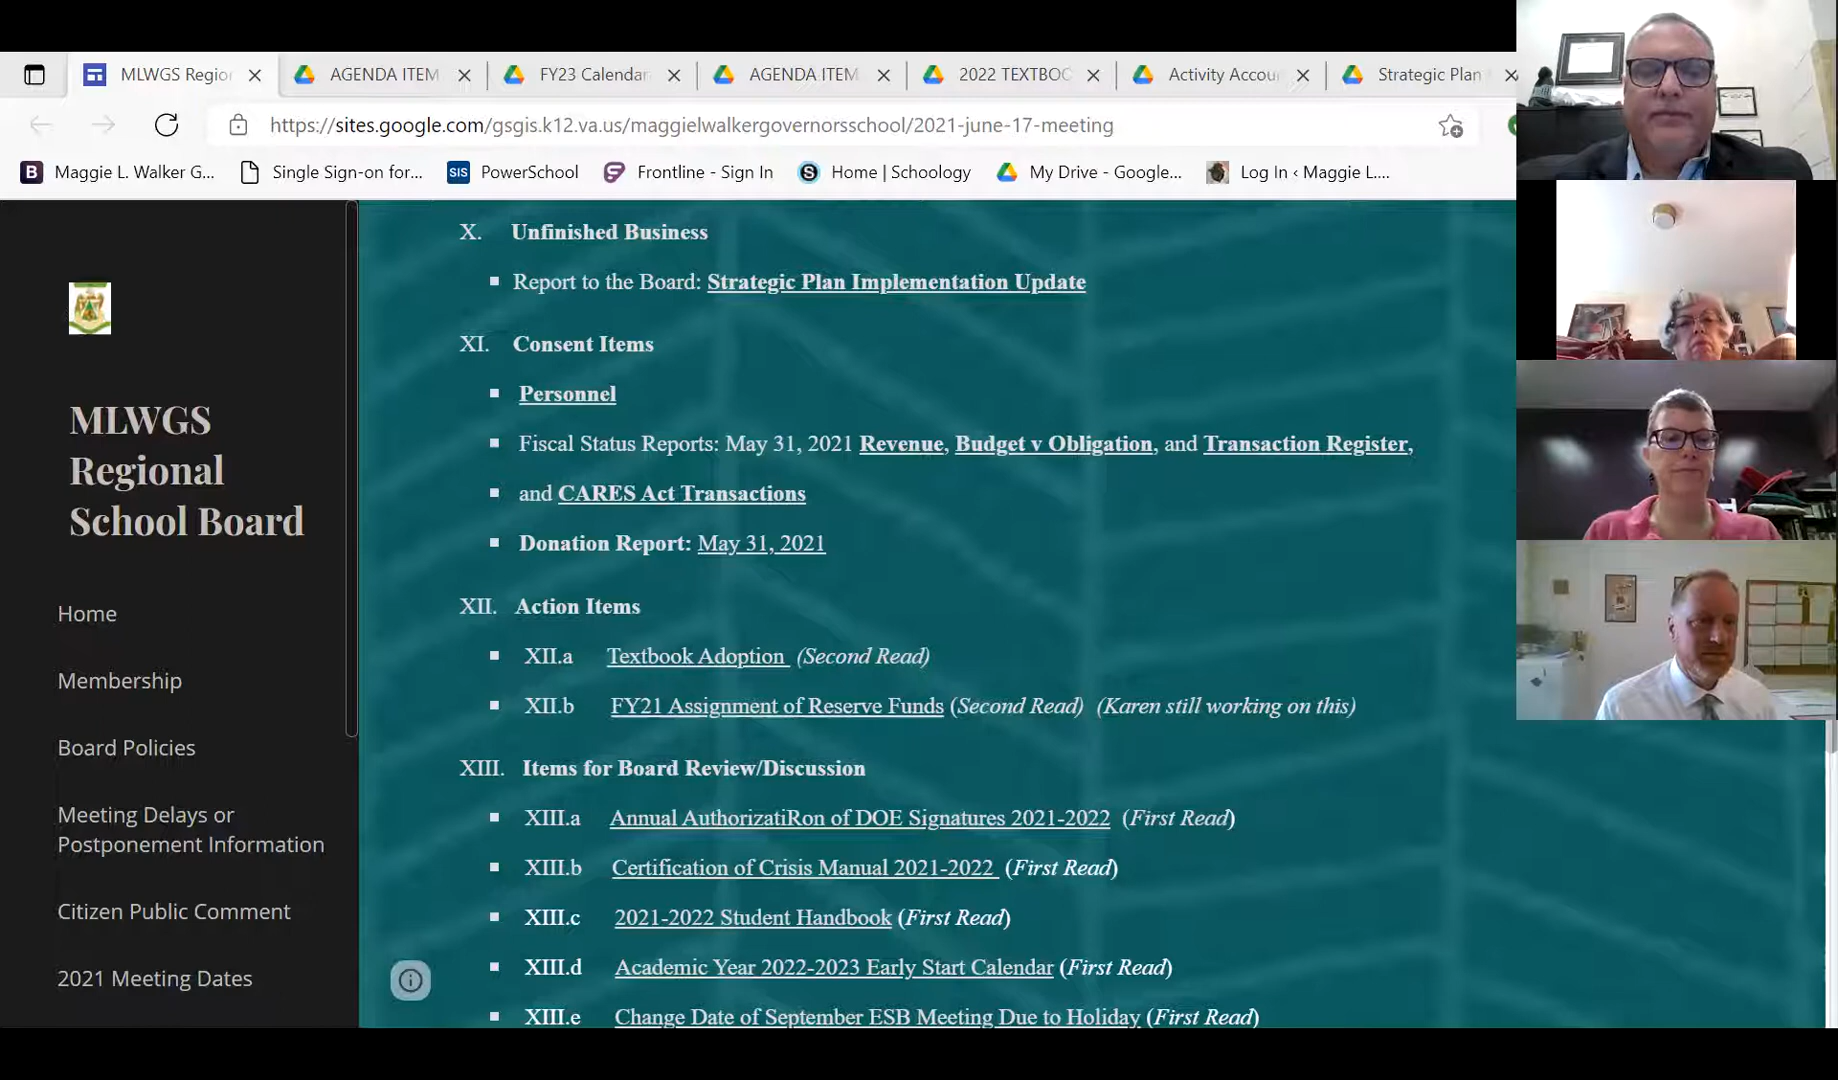 MLWGS Regio
AGENDA ITEM
FY23 Calendar
AGENDA ITEM
2022 TEXTBOO
Activity Accou
Strategic Plan
https://sites.google.com/gsgis.k12.va.us/maggielwalkergovernorsschool/2021-june-17-meeting
Maggie L. Walker G...
Single Sign-on for...
SIS PowerSchool
Frontline - Sign In
Home | Schoology
My Drive - Google...
Log In ‹ Maggie L....
MLWGS
Regional
School Board
Home
Membership
Board Policies
Meeting Delays or
Postponement Information
Citizen Public Comment
2021 Meeting Dates
X. Unfinished Business
Report to the Board: Strategic Plan Implementation Update
XI. Consent Items
Personnel
Fiscal Status Reports: May 31, 2021 Revenue, Budget v Obligation, and Transaction Register,
and CARES Act Transactions
Donation Report: May 31, 2021
XII. Action Items
XII.a Textbook Adoption (Second Read)
XII.b FY21 Assignment of Reserve Funds (Second Read) (Karen still working on this)
XIII. Items for Board Review/Discussion
XIII.a Annual AuthorizatiRon of DOE Signatures 2021-2022 (First Read)
XIII.b Certification of Crisis Manual 2021-2022 (First Read)
XIII.c 2021-2022 Student Handbook (First Read)
XIII.d Academic Year 2022-2023 Early Start Calendar (First Read)
XIII.e Change Date of September ESB Meeting Due to Holiday (First Read)